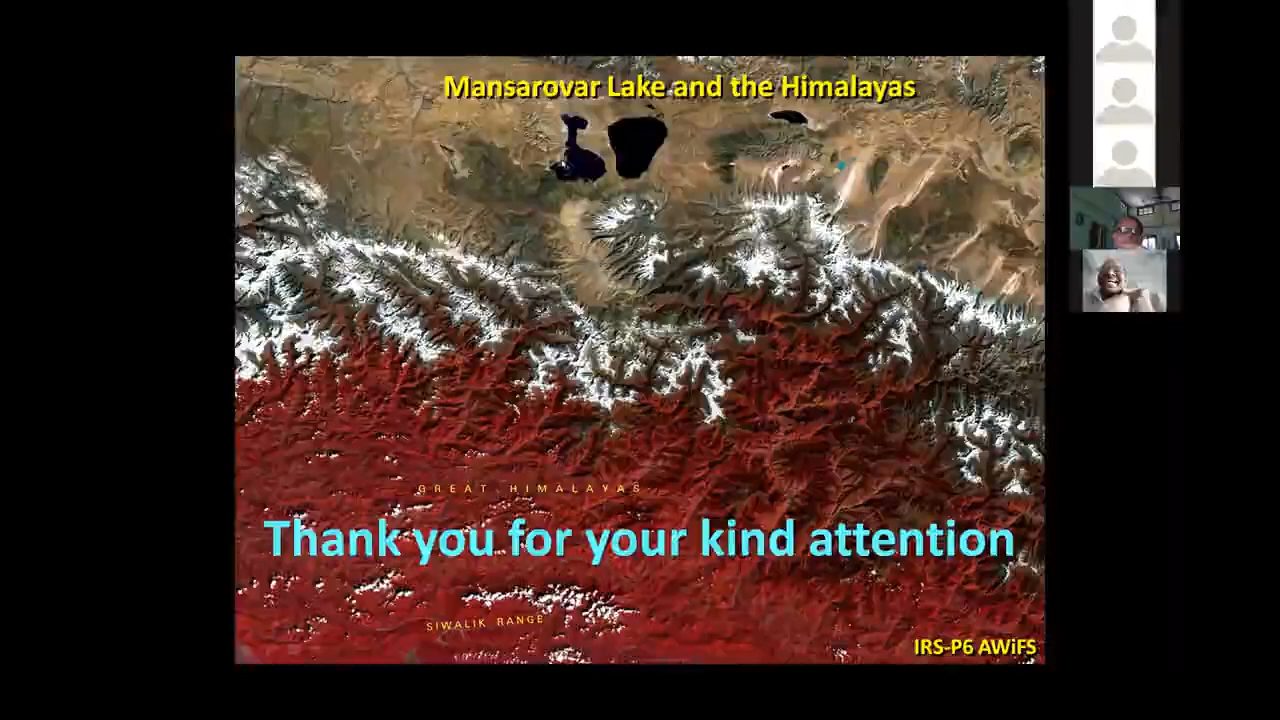 Mansarovar Lake and the Himalayas
GREAT HIMALAYAS
Thank you for your kind attention
SIWALIK RANGE
IRS-P6 AWiFS